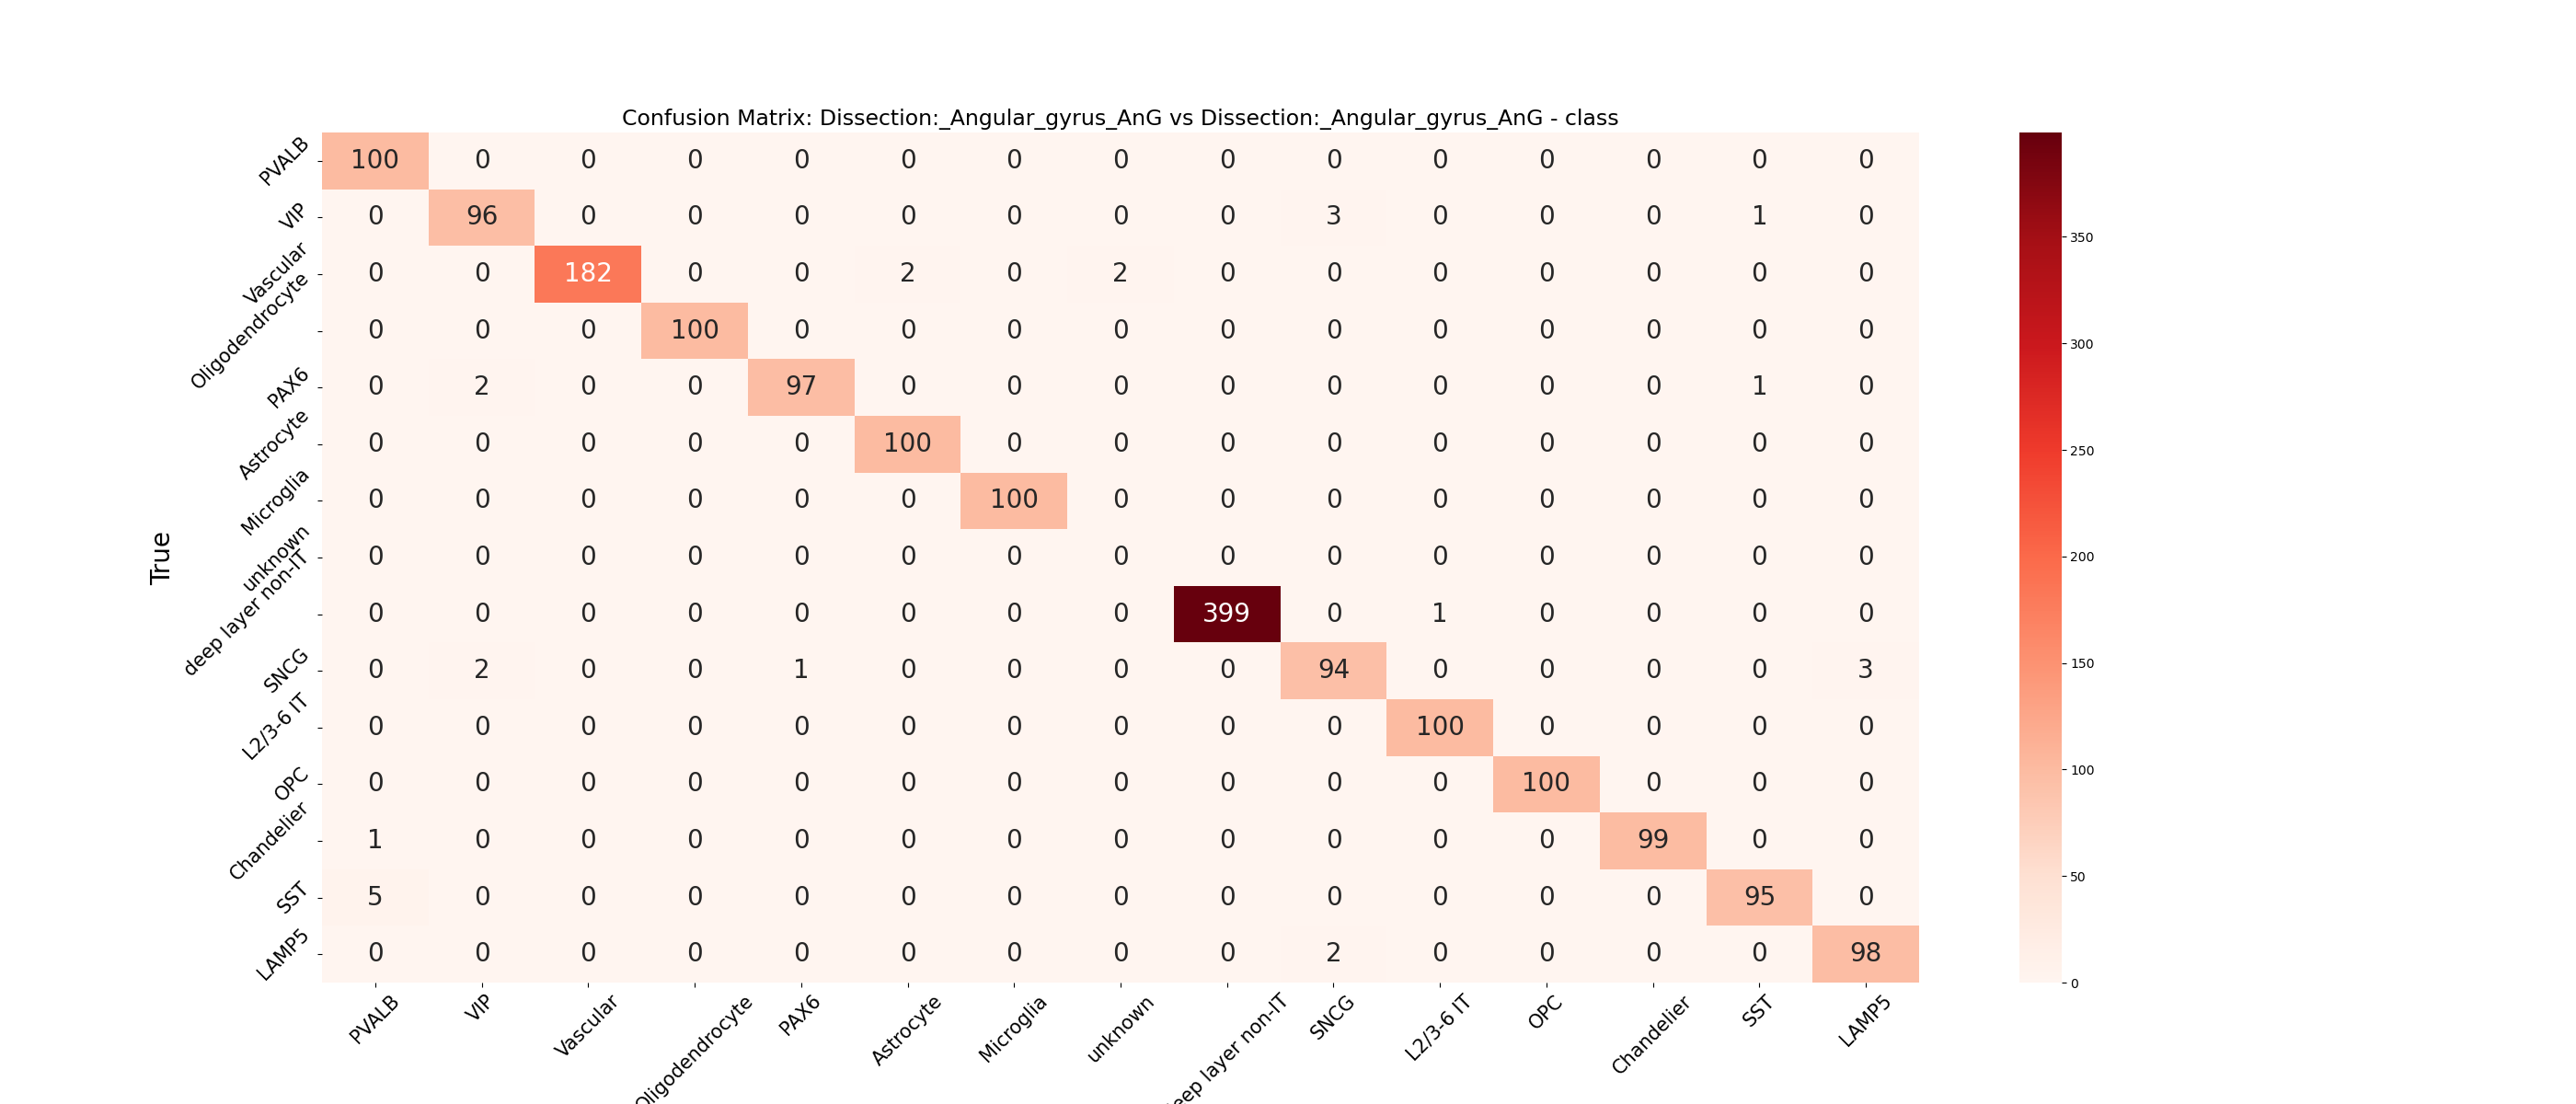 Confusion Matrix: Dissection:_Angular_gyrus_AnG vs Dissection:_Angular_gyrus_AnG - class
True
PVALB 100 0 0 0 0 0 0 0 0 0 0 0 0 0 0
VIP 0 96 0 0 0 0 0 0 0 3 0 0 0 1 0
Vascular 0 0 182 0 0 2 0 2 0 0 0 0 0 0 0
Oligodendrocyte 0 0 0 100 0 0 0 0 0 0 0 0 0 0 0
PAX6 0 2 0 0 97 0 0 0 0 0 0 0 0 1 0
Astrocyte 0 0 0 0 0 100 0 0 0 0 0 0 0 0 0
Microglia 0 0 0 0 0 0 100 0 0 0 0 0 0 0 0
unknown 0 0 0 0 0 0 0 0 0 0 0 0 0 0 0
deep layer non-IT 0 0 0 0 0 0 0 0 399 0 1 0 0 0 0
SNCG 0 2 0 0 1 0 0 0 0 94 0 0 0 0 3
L2/3-6 IT 0 0 0 0 0 0 0 0 0 0 100 0 0 0 0
OPC 0 0 0 0 0 0 0 0 0 0 0 100 0 0 0
Chandelier 1 0 0 0 0 0 0 0 0 0 0 0 99 0 0
SST 5 0 0 0 0 0 0 0 0 0 0 0 0 95 0
LAMP5 0 0 0 0 0 0 0 0 0 2 0 0 0 0 98
PVALB VIP Vascular Oligodendrocyte PAX6 Astrocyte Microglia unknown eep layer non-IT SNCG L2/3-6 IT OPC Chandelier SST LAMP5
350
300
250
200
150
100
50
0